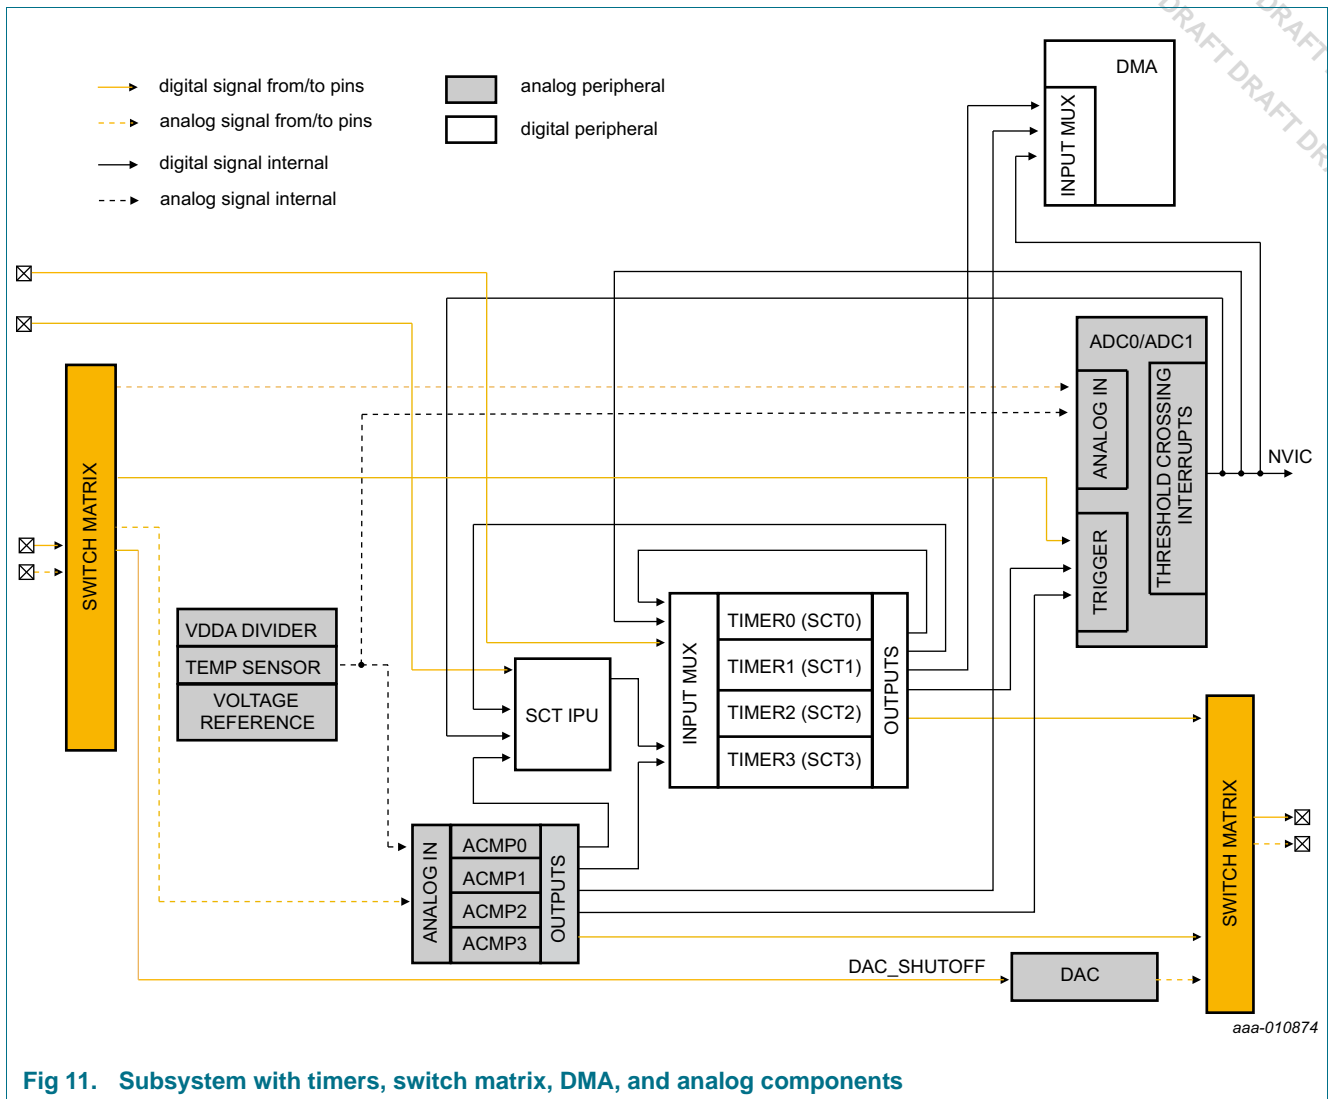 DRAFT DRAFT DR
DRAFT
digital signal from/to pins
analog signal from/to pins
digital signal internal
analog signal internal
analog peripheral
digital peripheral
DMA
INPUT MUX
ADC0/ADC1
ANALOG IN
THRESHOLD CROSSING
INTERRUPTS
TRIGGER
NVIC
SWITCH MATRIX
VDDA DIVIDER
TEMP SENSOR
VOLTAGE
REFERENCE
SCT IPU
INPUT MUX
TIMER0 (SCT0)
TIMER1 (SCT1)
TIMER2 (SCT2)
TIMER3 (SCT3)
OUTPUTS
ANALOG IN
ACMP0
ACMP1
ACMP2
ACMP3
OUTPUTS
DAC_SHUTOFF
DAC
SWITCH MATRIX
aaa-010874
Fig 11. Subsystem with timers, switch matrix, DMA, and analog components